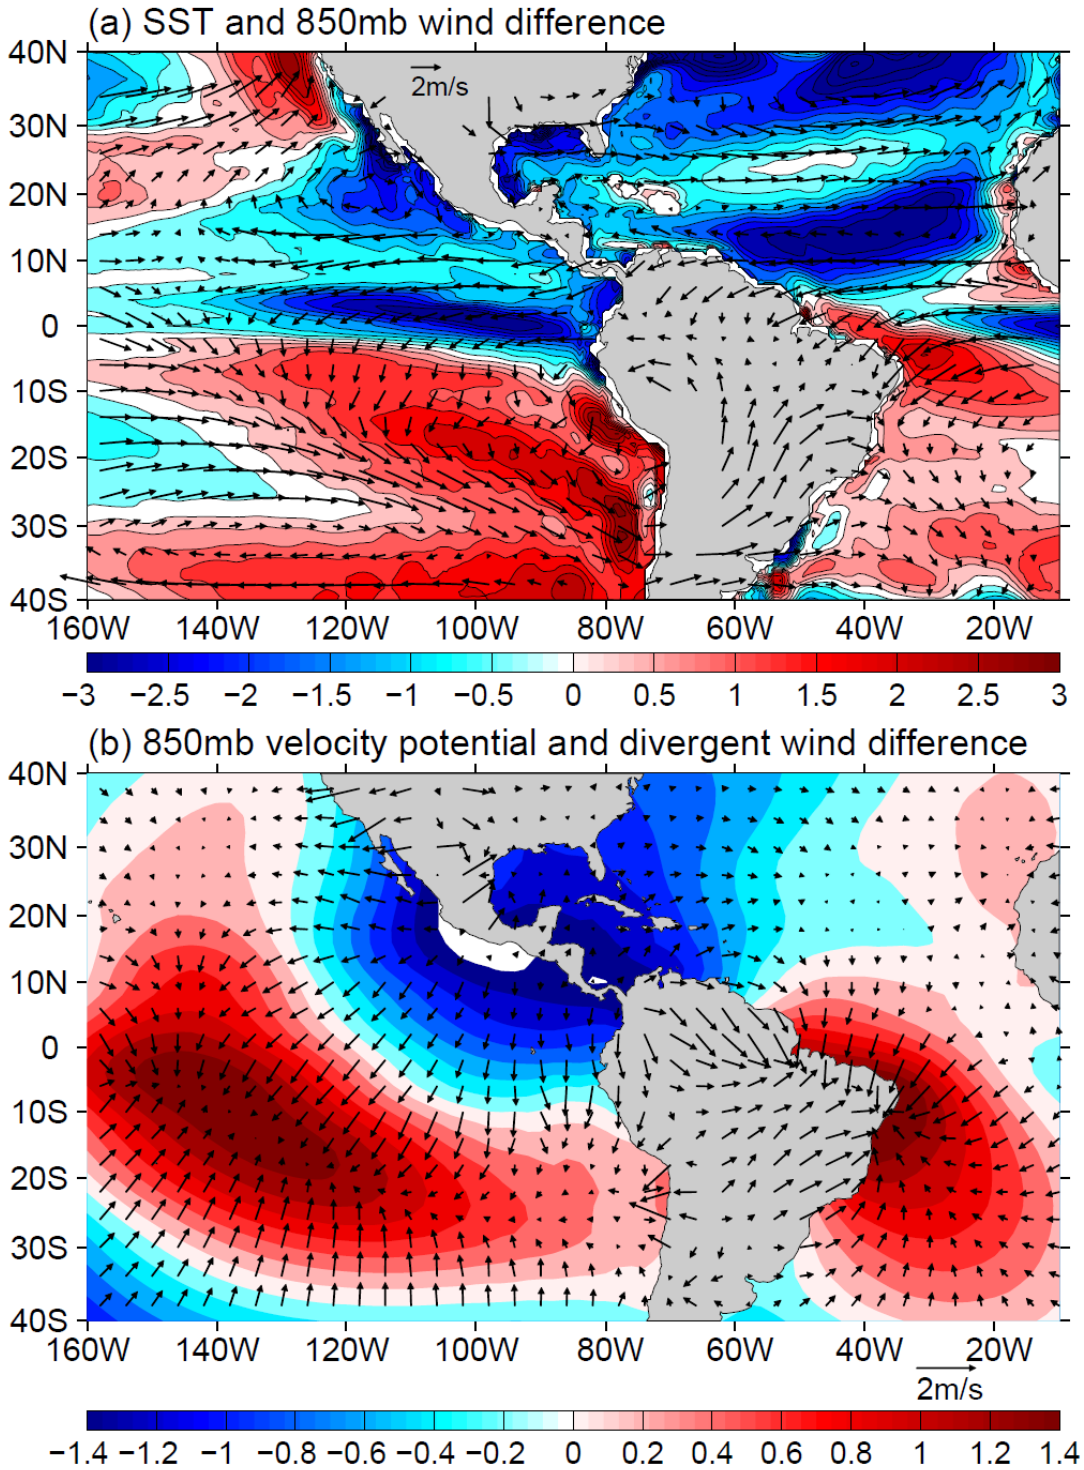 (a) SST and 850mb wind difference
40N
2m/s
30N
20N
10N
0
10S
20S
30S
40S
160W 140W 120W 100W 80W 60W 40W 20W
−3 −2.5 −2 −1.5 −1 −0.5 0 0.5 1 1.5 2 2.5 3
(b) 850mb velocity potential and divergent wind difference
40N
30N
20N
10N
0
10S
20S
30S
40S
160W 140W 120W 100W 80W 60W 40W 20W
2m/s
−1.4 −1.2 −1 −0.8 −0.6 −0.4 −0.2 0 0.2 0.4 0.6 0.8 1 1.2 1.4